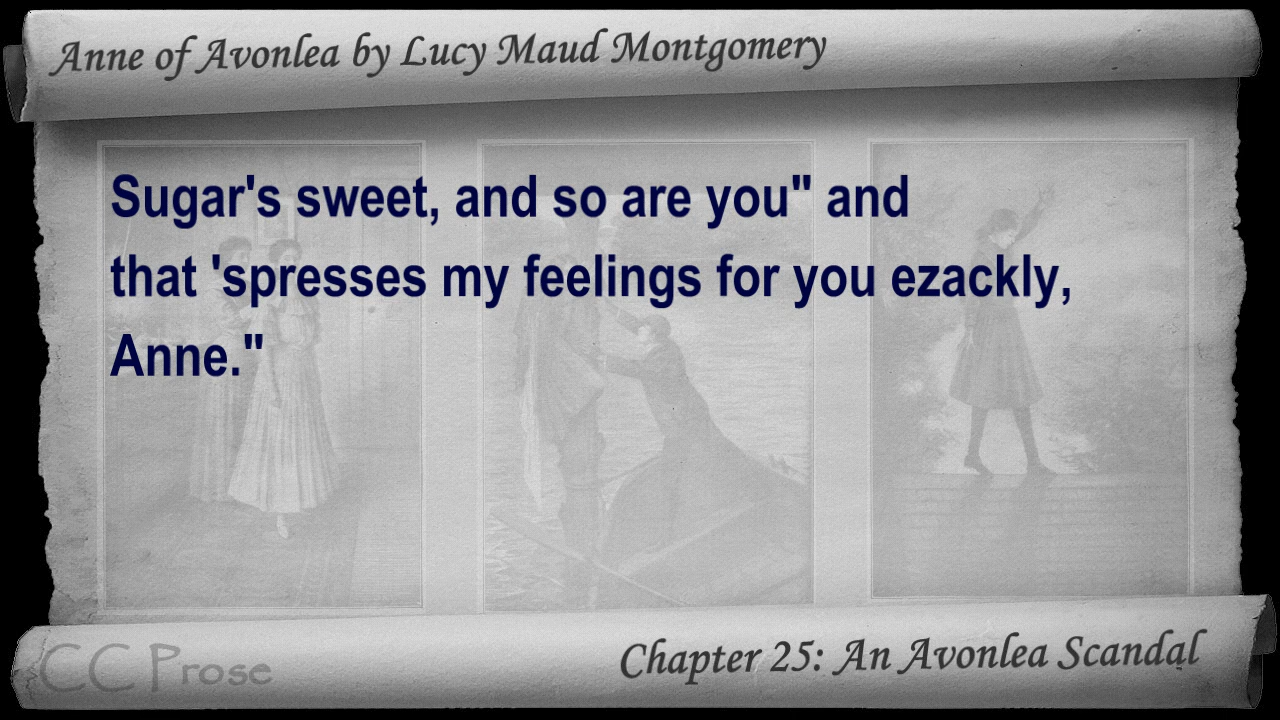 Anne of Avonlea by Lucy Maud Montgomery
Sugar's sweet, and so are you" and
that 'spresses my feelings for you ezackly,
Anne."
CC Prose
Chapter 25: An Avonlea Scandal